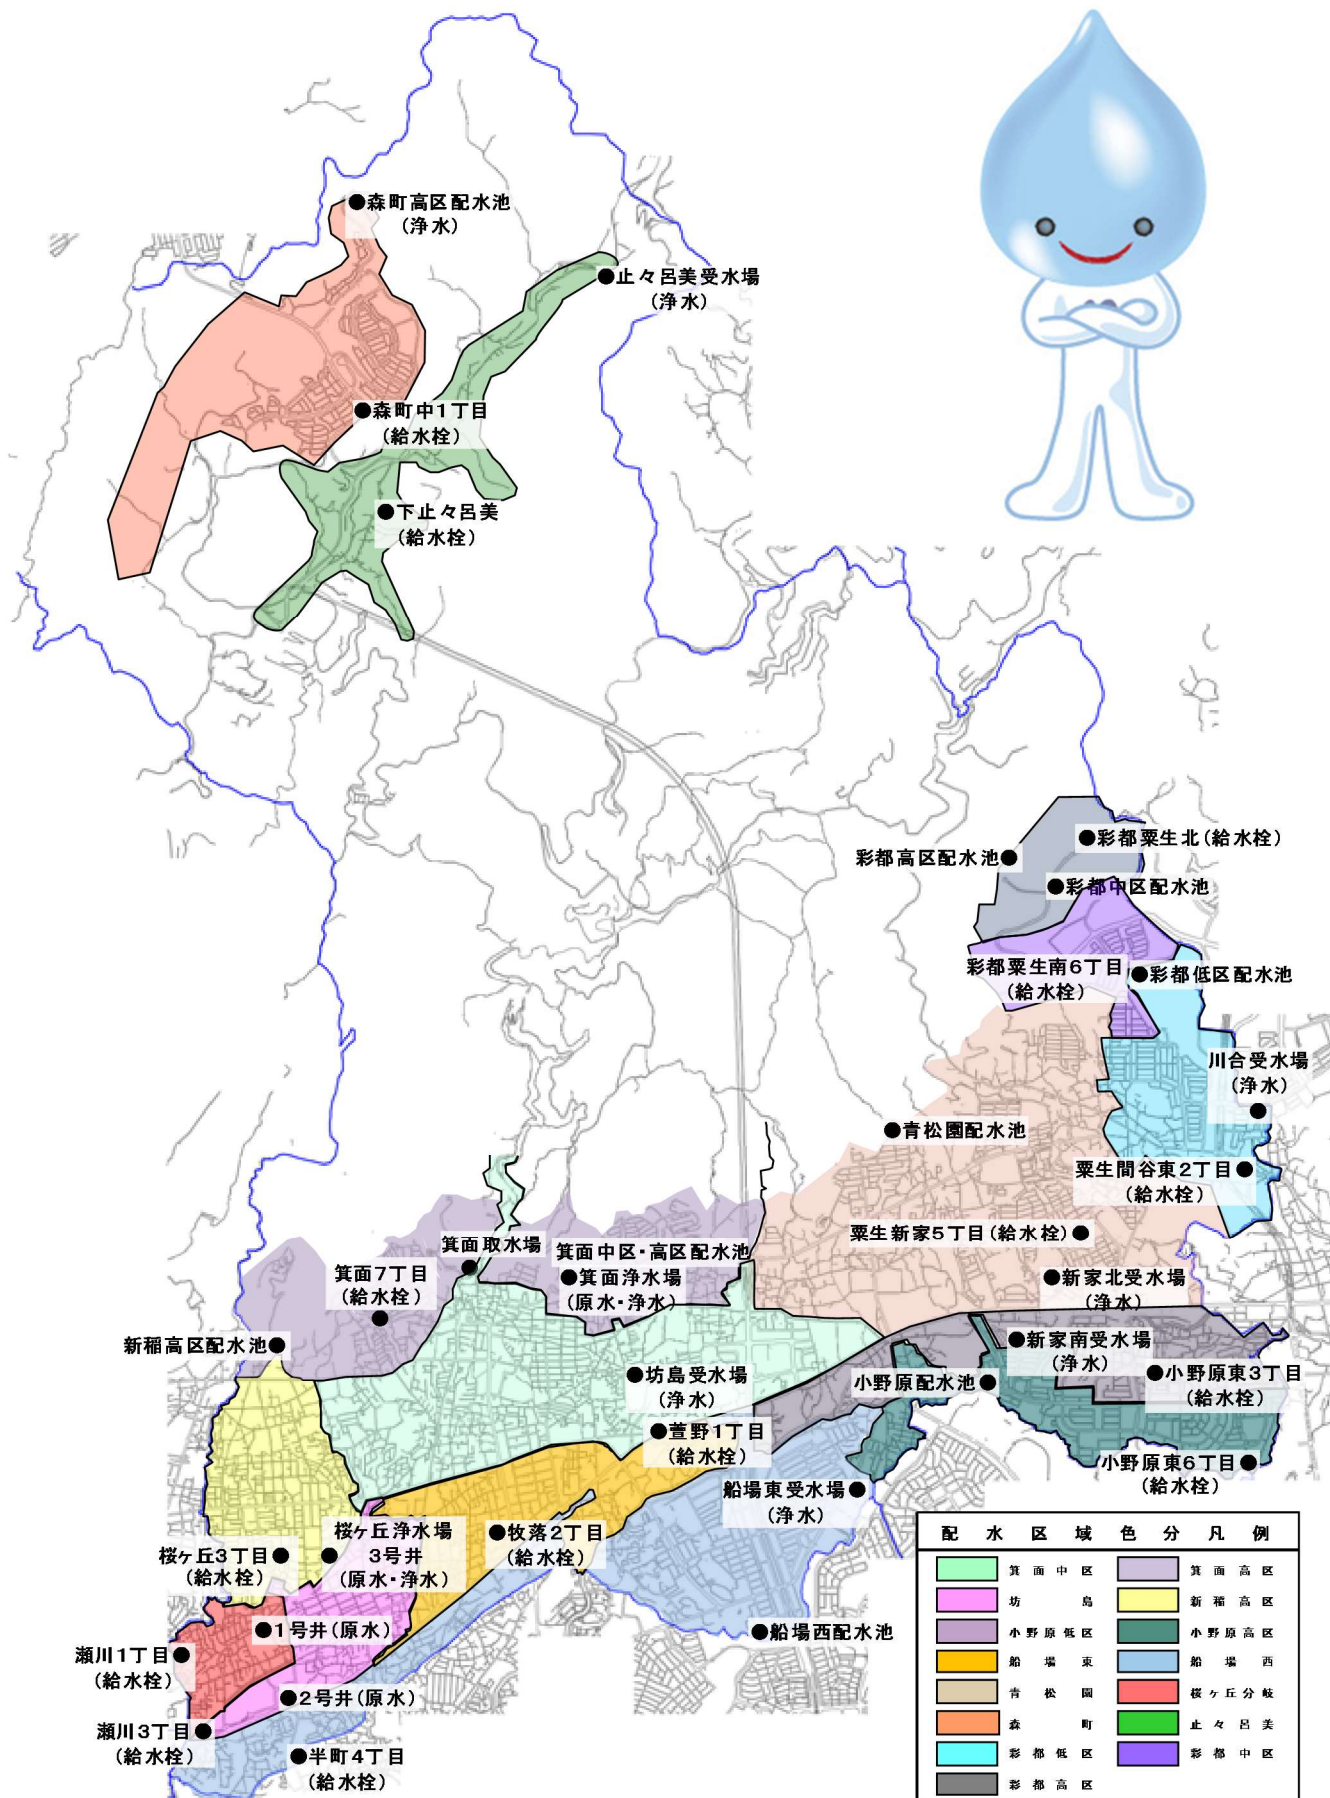 森町高区配水池
(浄水)
止々呂美受水場
(浄水)
森町中1丁目
(給水栓)
下止々呂美
(給水栓)
彩都粟生北(給水栓)
彩都高区配水池
彩都中区配水池
彩都粟生南6丁目
(給水栓)
彩都低区配水池
川合受水場
(浄水)
青松園配水池
粟生間谷東2丁目
(給水栓)
粟生新家5丁目(給水栓)
箕面取水場
箕面中区・高区配水池
箕面浄水場
(原水・浄水)
箕面7丁目
(給水栓)
新家北受水場
(浄水)
新稲高区配水池
新家南受水場
(浄水)
坊島受水場
(浄水)
小野原配水池
小野原東3丁目
(給水栓)
萱野1丁目
(給水栓)
小野原東6丁目
(給水栓)
船場東受水場
(浄水)
桜ヶ丘浄水場
3号井
(原水・浄水)
牧落2丁目
(給水栓)
桜ヶ丘3丁目
(給水栓)
1号井(原水)
船場西配水池
瀬川1丁目
(給水栓)
2号井(原水)
瀬川3丁目
(給水栓)
半町4丁目
(給水栓)
配水区域色分凡例
箕面中区 箕面高区
坊島 新稲高区
小野原低区 小野原高区
船場東 船場西
青松園 桜ヶ丘分岐
森町 止々呂美
彩都低区 彩都中区
彩都高区